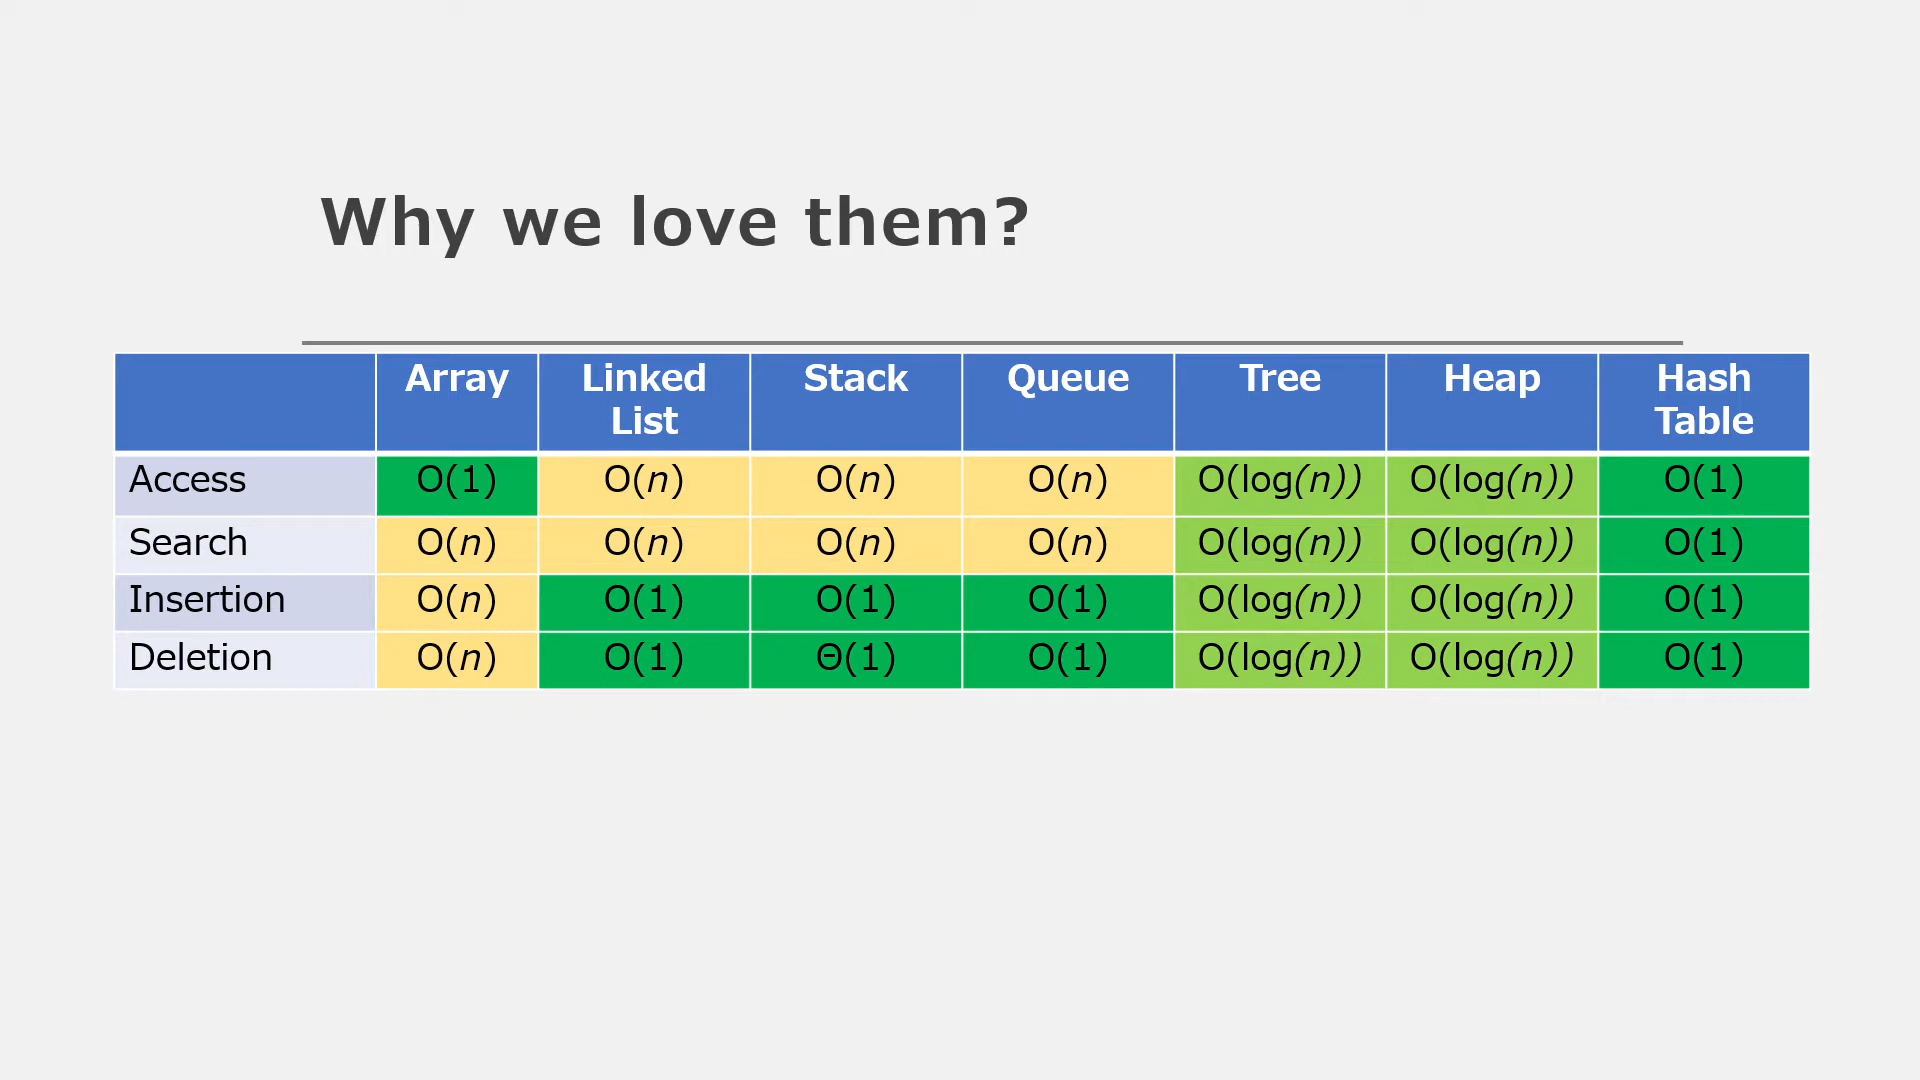 Why we love them?
Array Linked List Stack Queue Tree Heap Hash Table
Access O(1) O(n) O(n) O(n) O(log(n)) O(log(n)) O(1)
Search O(n) O(n) O(n) O(n) O(log(n)) O(log(n)) O(1)
Insertion O(n) O(1) O(1) O(1) O(log(n)) O(log(n)) O(1)
Deletion O(n) O(1) Θ(1) O(1) O(log(n)) O(log(n)) O(1)